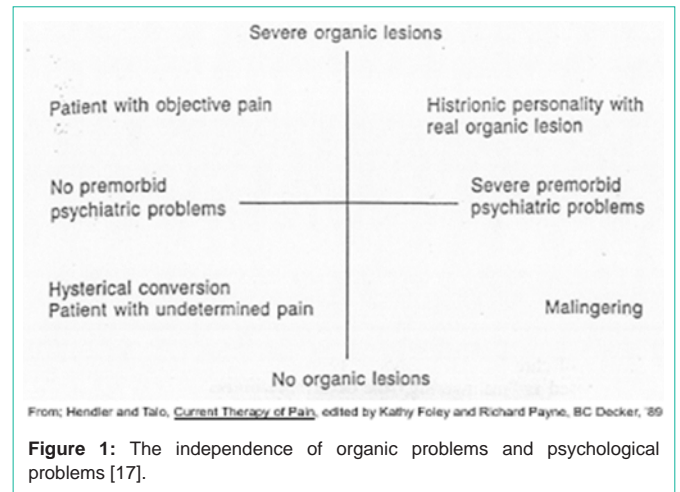 Severe organic lesions
Patient with objective pain
Histrionic personality with
real organic lesion
No premorbid
psychiatric problems
Severe premorbid
psychiatric problems
Hysterical conversion
Patient with undetermined pain
Malingering
No organic lesions
From; Hendler and Talo, Current Therapy of Pain, edited by Kathy Foley and Richard Payne, BC Decker, '89
Figure 1: The independence of organic problems and psychological
problems [17].